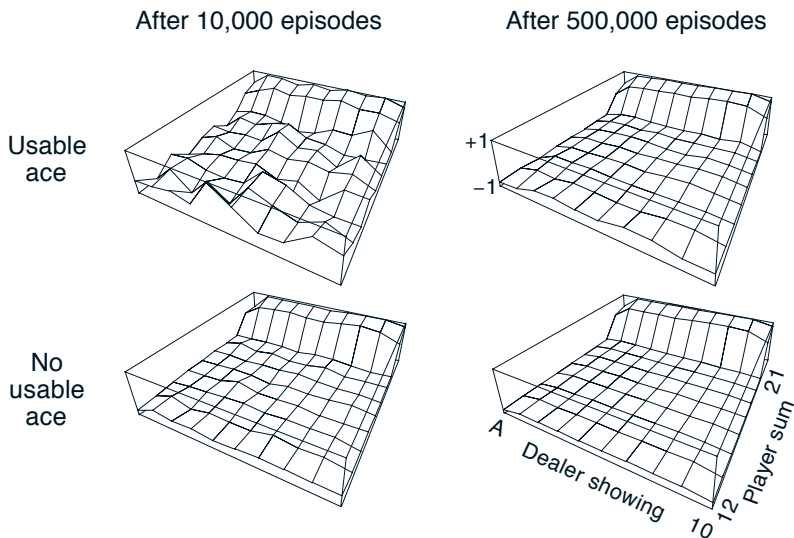 After 10,000 episodes
After 500,000 episodes
Usable
ace
+1
−1
No
usable
ace
A
Dealer showing
10
12
Player sum
21